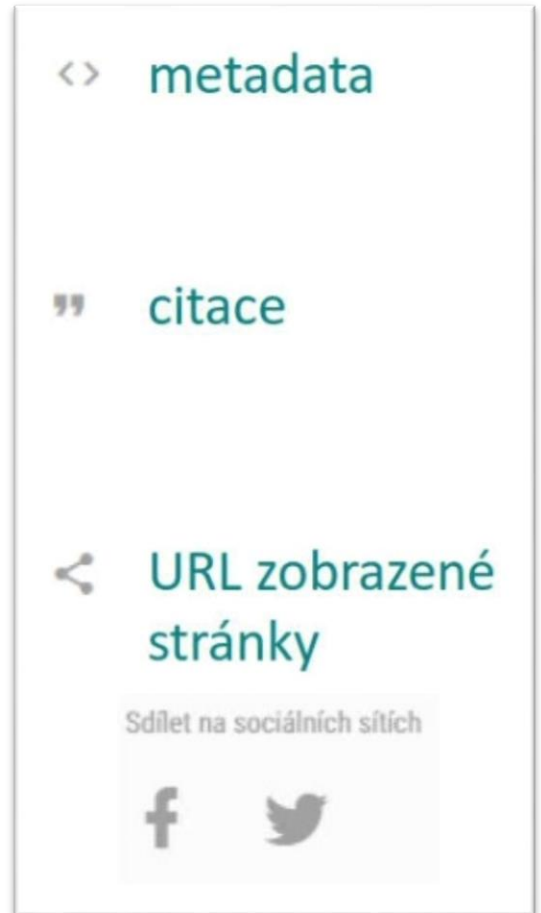 metadata
citace
URL zobrazené
stránky
Sdílet na sociálních sítích